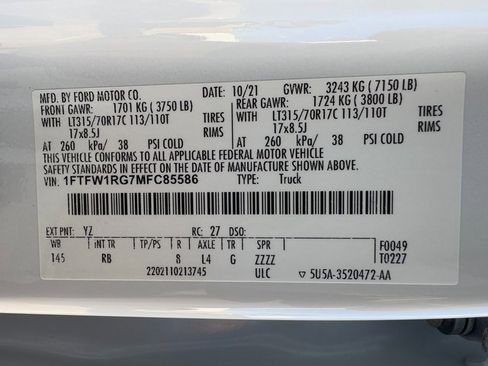 MFD. BY FORD MOTOR CO. 10/21 GVWR: 3243 KG ( 7150 LB)
FRONT GAWR: 1701 KG ( 3750 LB) REAR GAWR: 1724 KG ( 3800 LB)
WITH LT315/70R17C 113/110T TIRES WITH LT315/70R17C 113/110T TIRES
17x8.5J RIMS 17x8.5J RIMS
AT 260 kPa/ 38 PSI COLD AT 260 kPa/ 38 PSI COLD
THIS VEHICLE CONFORMS TO ALL APPLICABLE FEDERAL MOTOR VEHICLE
SAFETY STANDARDS IN EFFECT ON THE DATE OF MANUFACTURE SHOWN ABOVE.
VIN: 1FTFW1RG7MFC85586 TYPE: Truck
EXT PNT: YZ RC: 27 DSO:
WB INT TR TP/PS R AXLE TR SPR F0049
145 RB 8 L4 G ZZZZ T0227
2202110213745 ULC 5U5A-3520472-AA